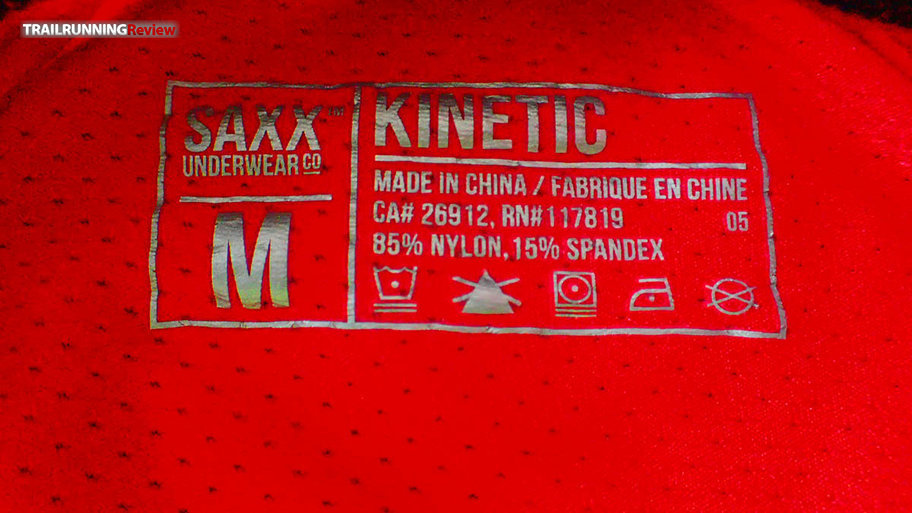 TRAILRUNNINGReview
SAXX™
UNDERWEAR CO
M
KINETIC
MADE IN CHINA / FABRIQUE EN CHINE
CA# 26912, RN#117819 05
85% NYLON, 15% SPANDEX